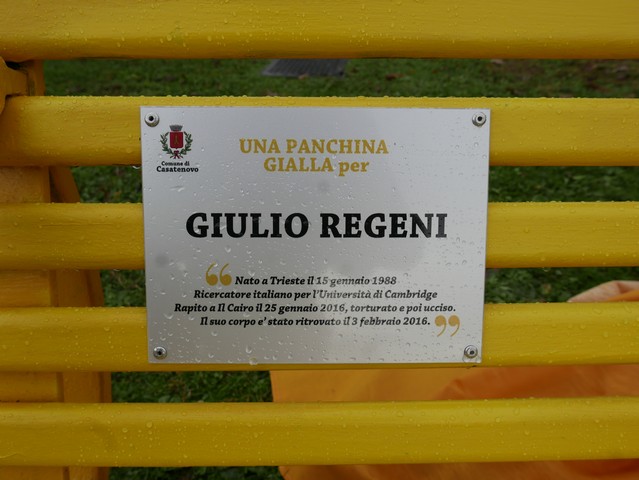 Comune di
Casatenovo
UNA PANCHINA
GIALLA per
GIULIO REGENI
“ Nato a Trieste il 15 gennaio 1988
Ricercatore italiano per l'Università di Cambridge
Rapito a Il Cairo il 25 gennaio 2016, torturato e poi ucciso.
Il suo corpo e' stato ritrovato il 3 febbraio 2016. ”